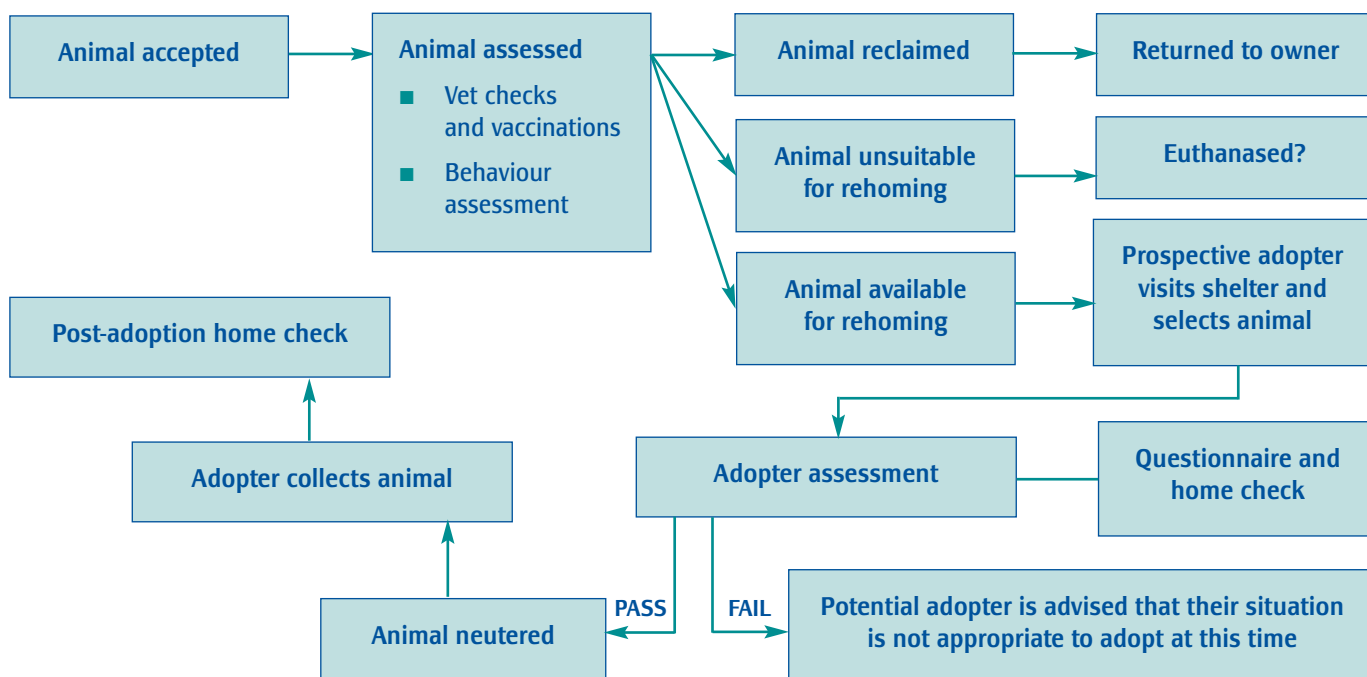 Animal accepted
Animal assessed
■ Vet checks
and vaccinations
■ Behaviour
assessment
Animal reclaimed
Returned to owner
Animal unsuitable
for rehoming
Euthanased?
Animal available
for rehoming
Prospective adopter
visits shelter and
selects animal
Adopter assessment
Questionnaire and
home check
PASS
FAIL
Potential adopter is advised that their situation
is not appropriate to adopt at this time
Animal neutered
Adopter collects animal
Post-adoption home check